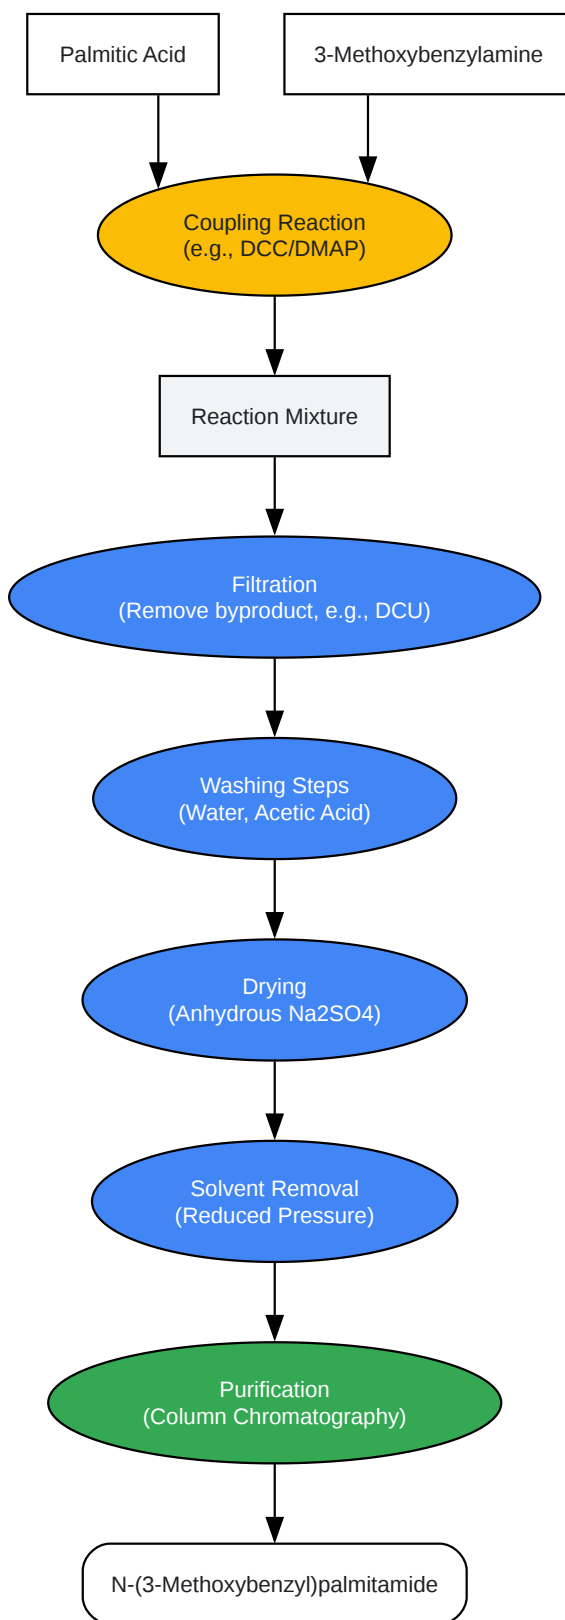 Palmitic Acid
3-Methoxybenzylamine
Coupling Reaction
(e.g., DCC/DMAP)
Reaction Mixture
Filtration
(Remove byproduct, e.g., DCU)
Washing Steps
(Water, Acetic Acid)
Drying
(Anhydrous Na2SO4)
Solvent Removal
(Reduced Pressure)
Purification
(Column Chromatography)
N-(3-Methoxybenzyl)palmitamide